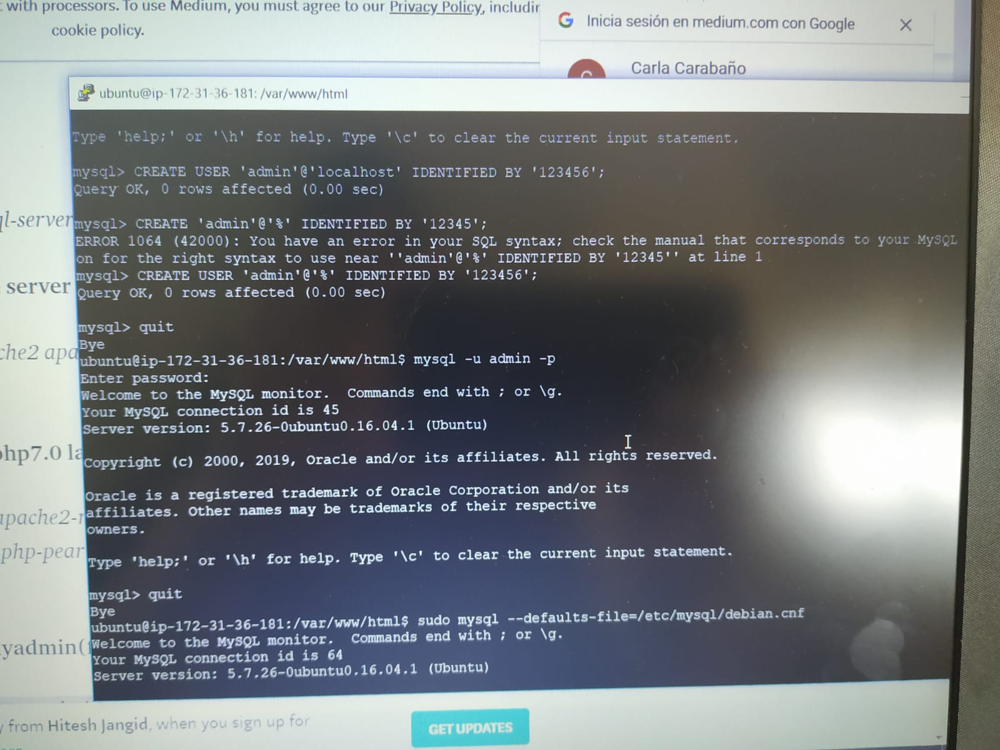 with processors. To use Medium, you must agree to our Privacy Policy, includin
cookie policy.
Inicia sesión en medium.com con Google
Carla Carabaño
ubuntu@ip-172-31-36-181: /var/www/html
Type 'help;' or '\h' for help. Type '\c' to clear the current input statement.
mysql> CREATE USER 'admin'@'localhost' IDENTIFIED BY '123456';
Query OK, 0 rows affected (0.00 sec)
mysql> CREATE 'admin'@'%' IDENTIFIED BY '12345';
ERROR 1064 (42000): You have an error in your SQL syntax; check the manual that corresponds to your MySQL
on for the right syntax to use near ''admin'@'%' IDENTIFIED BY '12345'' at line 1
mysql> CREATE USER 'admin'@'%' IDENTIFIED BY '123456';
Query OK, 0 rows affected (0.00 sec)
mysql> quit
Bye
ubuntu@ip-172-31-36-181:/var/www/html$ mysql -u admin -p
Enter password:
Welcome to the MySQL monitor.  Commands end with ; or \g.
Your MySQL connection id is 45
Server version: 5.7.26-0ubuntu0.16.04.1 (Ubuntu)
Copyright (c) 2000, 2019, Oracle and/or its affiliates. All rights reserved.
Oracle is a registered trademark of Oracle Corporation and/or its
affiliates. Other names may be trademarks of their respective
owners.
Type 'help;' or '\h' for help. Type '\c' to clear the current input statement.
mysql> quit
Bye
ubuntu@ip-172-31-36-181:/var/www/html$ sudo mysql --defaults-file=/etc/mysql/debian.cnf
Welcome to the MySQL monitor.  Commands end with ; or \g.
Your MySQL connection id is 64
Server version: 5.7.26-0ubuntu0.16.04.1 (Ubuntu)
ql-server
server
che2 apa
php7.0 la
apache2-
php-pear
yadmin(
from Hitesh Jangid, when you sign up for
GET UPDATES